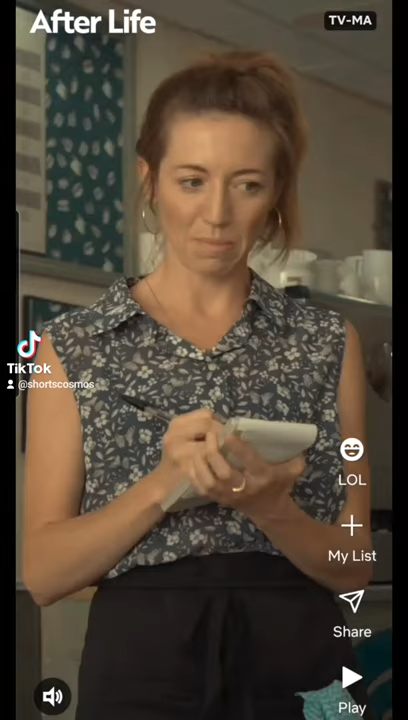 After Life
TV-MA
TikTok
@shortscosmos
LOL
My List
Share
Play